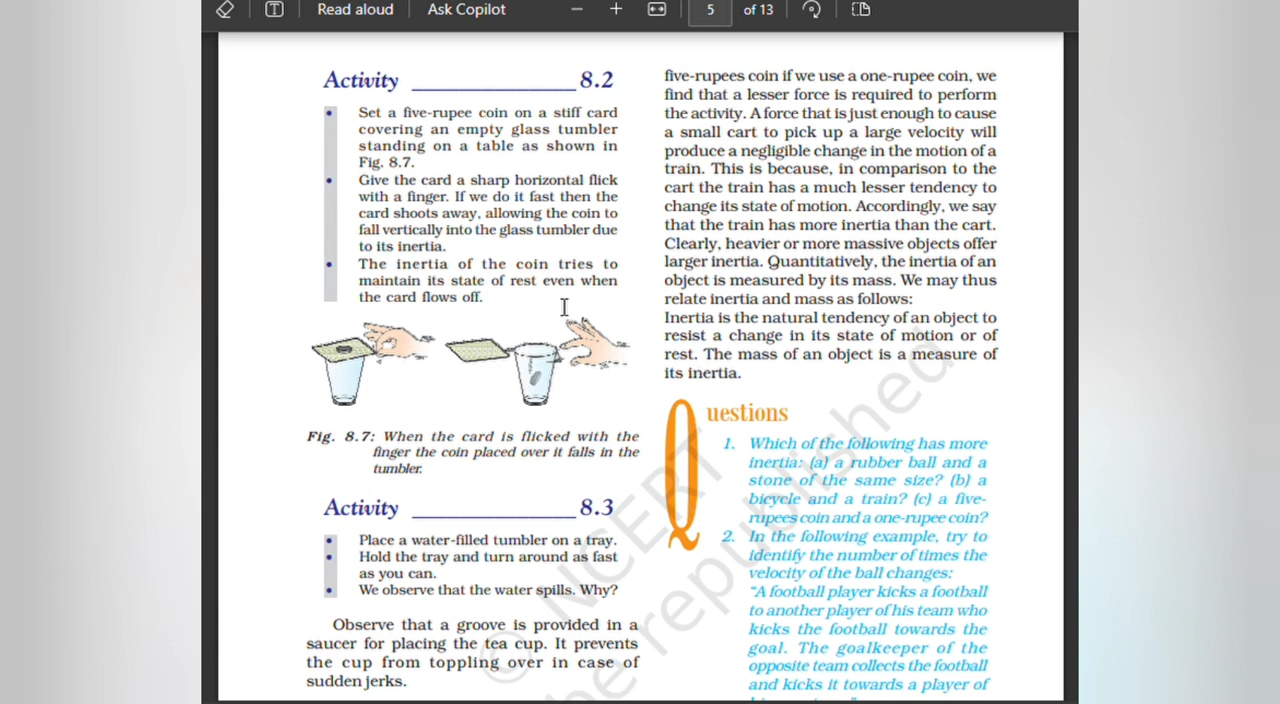 Read aloud
Ask Copilot
5
of 13
Activity 8.2
• Set a five-rupee coin on a stiff card
covering an empty glass tumbler
standing on a table as shown in
Fig. 8.7.
• Give the card a sharp horizontal flick
with a finger. If we do it fast then the
card shoots away, allowing the coin to
fall vertically into the glass tumbler due
to its inertia.
• The inertia of the coin tries to
maintain its state of rest even when
the card flows off.
Fig. 8.7: When the card is flicked with the
finger the coin placed over it falls in the
tumbler.
Activity 8.3
• Place a water-filled tumbler on a tray.
• Hold the tray and turn around as fast
as you can.
• We observe that the water spills. Why?
Observe that a groove is provided in a
saucer for placing the tea cup. It prevents
the cup from toppling over in case of
sudden jerks.
five-rupees coin if we use a one-rupee coin, we
find that a lesser force is required to perform
the activity. A force that is just enough to cause
a small cart to pick up a large velocity will
produce a negligible change in the motion of a
train. This is because, in comparison to the
cart the train has a much lesser tendency to
change its state of motion. Accordingly, we say
that the train has more inertia than the cart.
Clearly, heavier or more massive objects offer
larger inertia. Quantitatively, the inertia of an
object is measured by its mass. We may thus
relate inertia and mass as follows:
Inertia is the natural tendency of an object to
resist a change in its state of motion or of
rest. The mass of an object is a measure of
its inertia.
Questions
1. Which of the following has more
inertia: (a) a rubber ball and a
stone of the same size? (b) a
bicycle and a train? (c) a five-
rupees coin and a one-rupee coin?
2. In the following example, try to
identify the number of times the
velocity of the ball changes:
"A football player kicks a football
to another player of his team who
kicks the football towards the
goal. The goalkeeper of the
opposite team collects the football
and kicks it towards a player of
© NCERT
be republished